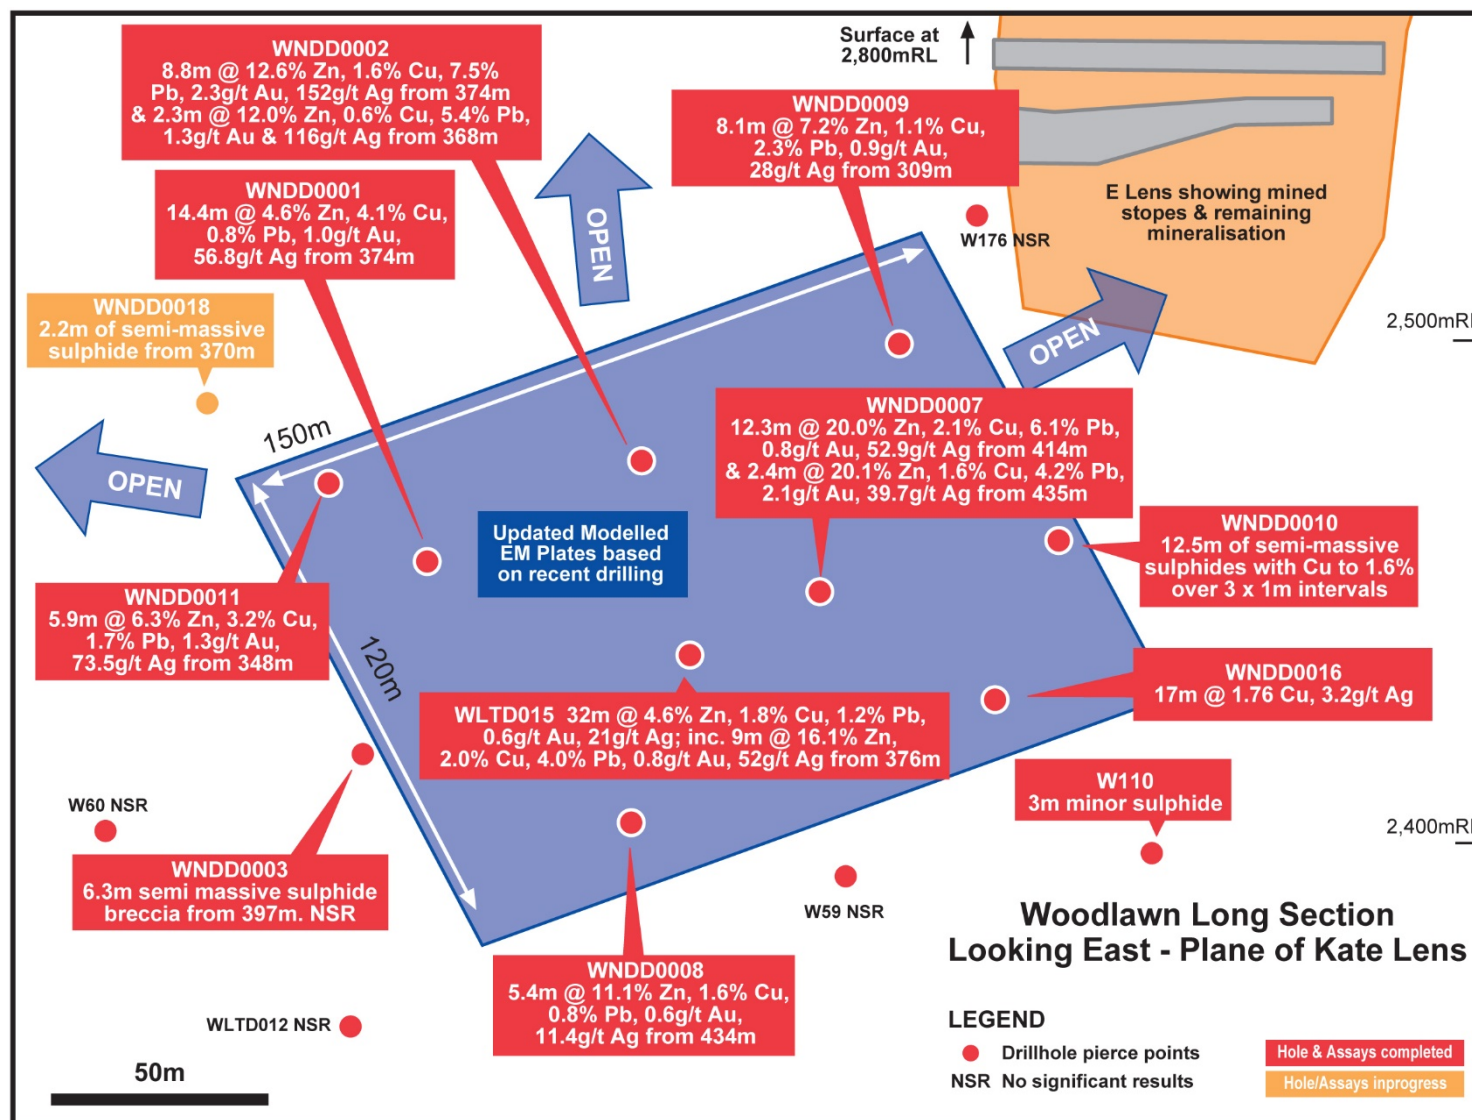 WNDD0002
8.8m @ 12.6% Zn, 1.6% Cu, 7.5%
Pb, 2.3g/t Au, 152g/t Ag from 374m
& 2.3m @ 12.0% Zn, 0.6% Cu, 5.4% Pb,
1.3g/t Au & 116g/t Ag from 368m
Surface at
2,800mRL
WNDD0009
8.1m @ 7.2% Zn, 1.1% Cu,
2.3% Pb, 0.9g/t Au,
28g/t Ag from 309m
E Lens showing mined
stopes & remaining
mineralisation
WNDD0001
14.4m @ 4.6% Zn, 4.1% Cu,
0.8% Pb, 1.0g/t Au,
56.8g/t Ag from 374m
OPEN
W176 NSR
WNDD0018
2.2m of semi-massive
sulphide from 370m
OPEN
2,500mRL
150m
OPEN
WNDD0007
12.3m @ 20.0% Zn, 2.1% Cu, 6.1% Pb,
0.8g/t Au, 52.9g/t Ag from 414m
& 2.4m @ 20.1% Zn, 1.6% Cu, 4.2% Pb,
2.1g/t Au, 39.7g/t Ag from 435m
Updated Modelled
EM Plates based
on recent drilling
WNDD0010
12.5m of semi-massive
sulphides with Cu to 1.6%
over 3 x 1m intervals
WNDD0011
5.9m @ 6.3% Zn, 3.2% Cu,
1.7% Pb, 1.3g/t Au,
73.5g/t Ag from 348m
120m
WNDD0016
17m @ 1.76 Cu, 3.2g/t Ag
WLTD015 32m @ 4.6% Zn, 1.8% Cu, 1.2% Pb,
0.6g/t Au, 21g/t Ag; inc. 9m @ 16.1% Zn,
2.0% Cu, 4.0% Pb, 0.8g/t Au, 52g/t Ag from 376m
W110
3m minor sulphide
W60 NSR
2,400mRL
WNDD0003
6.3m semi massive sulphide
breccia from 397m. NSR
W59 NSR
Woodlawn Long Section
Looking East - Plane of Kate Lens
WNDD0008
5.4m @ 11.1% Zn, 1.6% Cu,
0.8% Pb, 0.6g/t Au,
11.4g/t Ag from 434m
WLTD012 NSR
LEGEND
Drillhole pierce points
Hole & Assays completed
NSR No significant results
Hole/Assays inprogress
50m